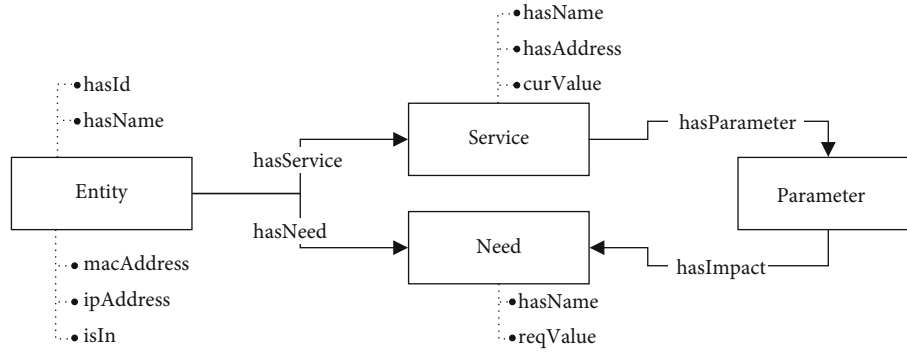 hasName
hasAddress
curValue
hasId
hasName
Service
hasParameter
hasService
Entity
Parameter
hasNeed
Need
hasImpact
macAddress
ipAddress
isIn
hasName
reqValue